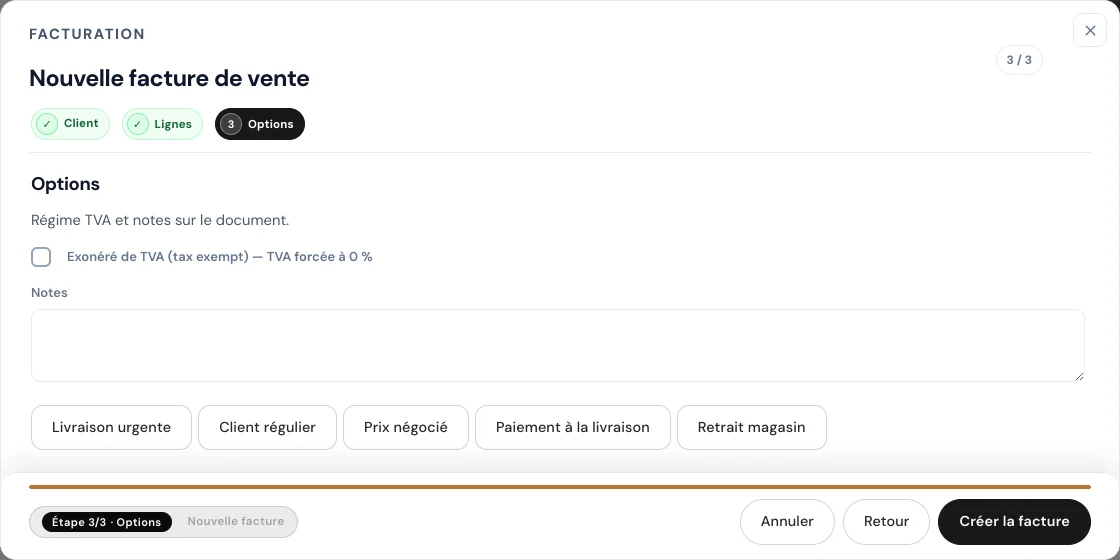 FACTURATION
3 / 3
Nouvelle facture de vente
✓ Client ✓ Lignes 3 Options
Options
Régime TVA et notes sur le document.
Exonéré de TVA (tax exempt) — TVA forcée à 0 %
Notes
Livraison urgente Client régulier Prix négocié Paiement à la livraison Retrait magasin
Étape 3/3 · Options Nouvelle facture Annuler Retour Créer la facture